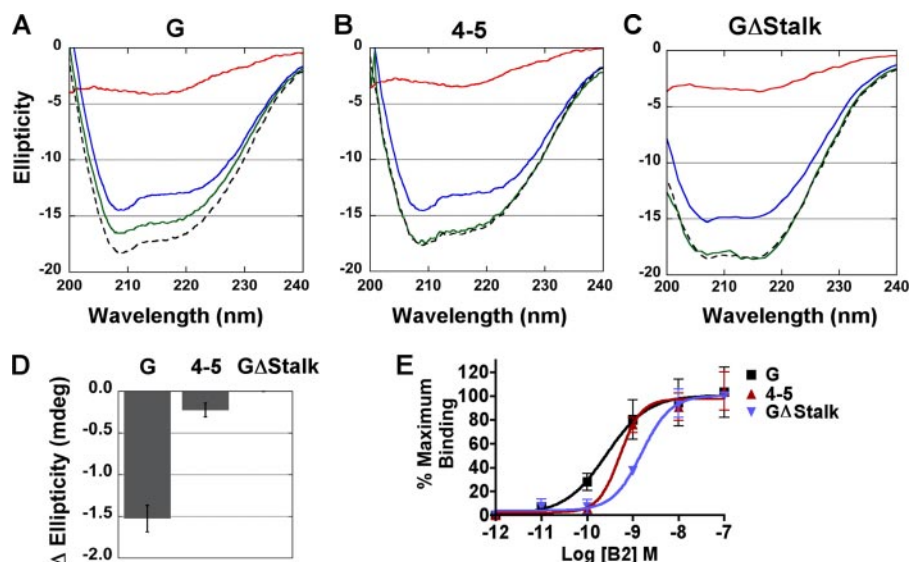 A G B 4-5 C GΔStalk
0 0 0
-5 -5 -5
-10 -10 -10
-15 -15 -15
-20 -20 -20
Ellipticity
200 210 220 230 240 200 210 220 230 240 200 210 220 230 240
Wavelength (nm) Wavelength (nm) Wavelength (nm)
D G 4-5 GΔStalk
0.0
-0.5
-1.0
-1.5
-2.0
Δ Ellipticity (mdeg)
E
120
100
80
60
40
20
0
% Maximum
Binding
-12 -11 -10 -9 -8 -7
Log [B2] M
G
4-5
GΔStalk